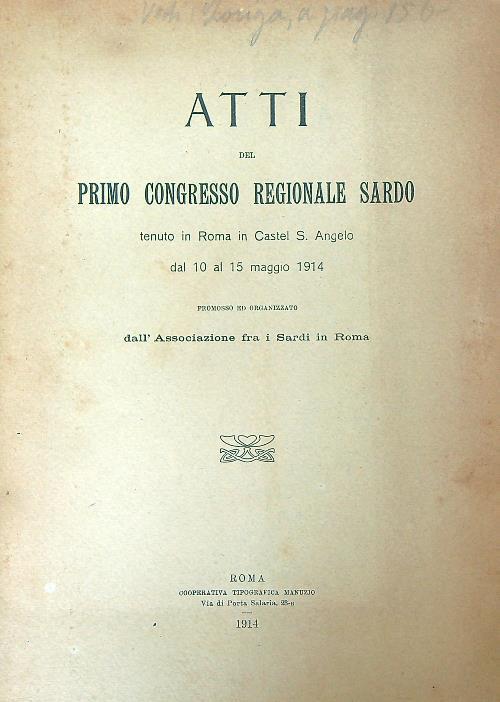 a pag. 156
ATTI
DEL
PRIMO CONGRESSO REGIONALE SARDO
tenuto in Roma in Castel S. Angelo
dal 10 al 15 maggio 1914
PROMOSSO ED ORGANIZZATO
dall' Associazione fra i Sardi in Roma
ROMA
COOPERATIVA TIPOGRAFICA MANUZIO
Via di Porta Salaria, 23-B
1914